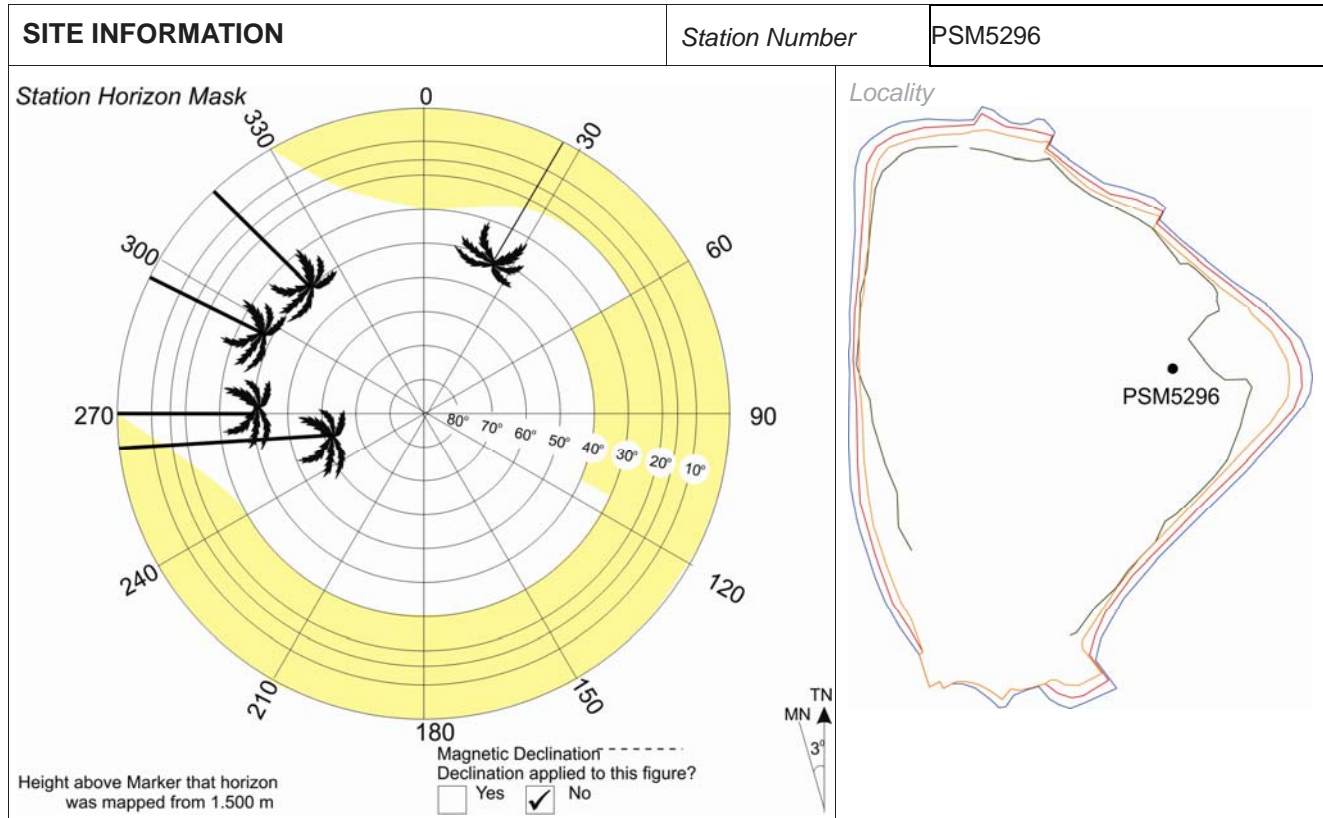 SITE INFORMATION
Station Number
PSM5296
Station Horizon Mask
0
30
60
90
120
150
180
210
240
270
300
330
80° 70° 60° 50° 40° 30° 20° 10°
Magnetic Declination
Declination applied to this figure?
Yes
No
Height above Marker that horizon
was mapped from 1.500 m
TN
MN
3°
Locality
PSM5296